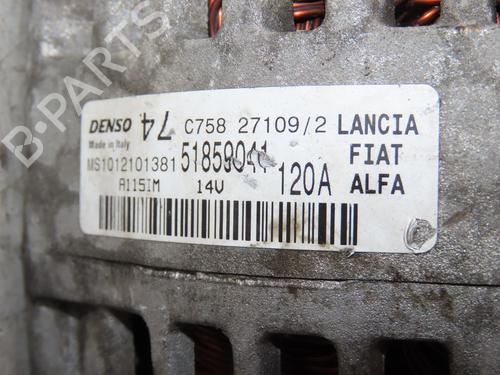 B-PARTS
DENSO 74 C758 27109/2 LANCIA
Made in Italy
MS1012101381 51859041 FIAT
A115IM 14V 120A ALFA